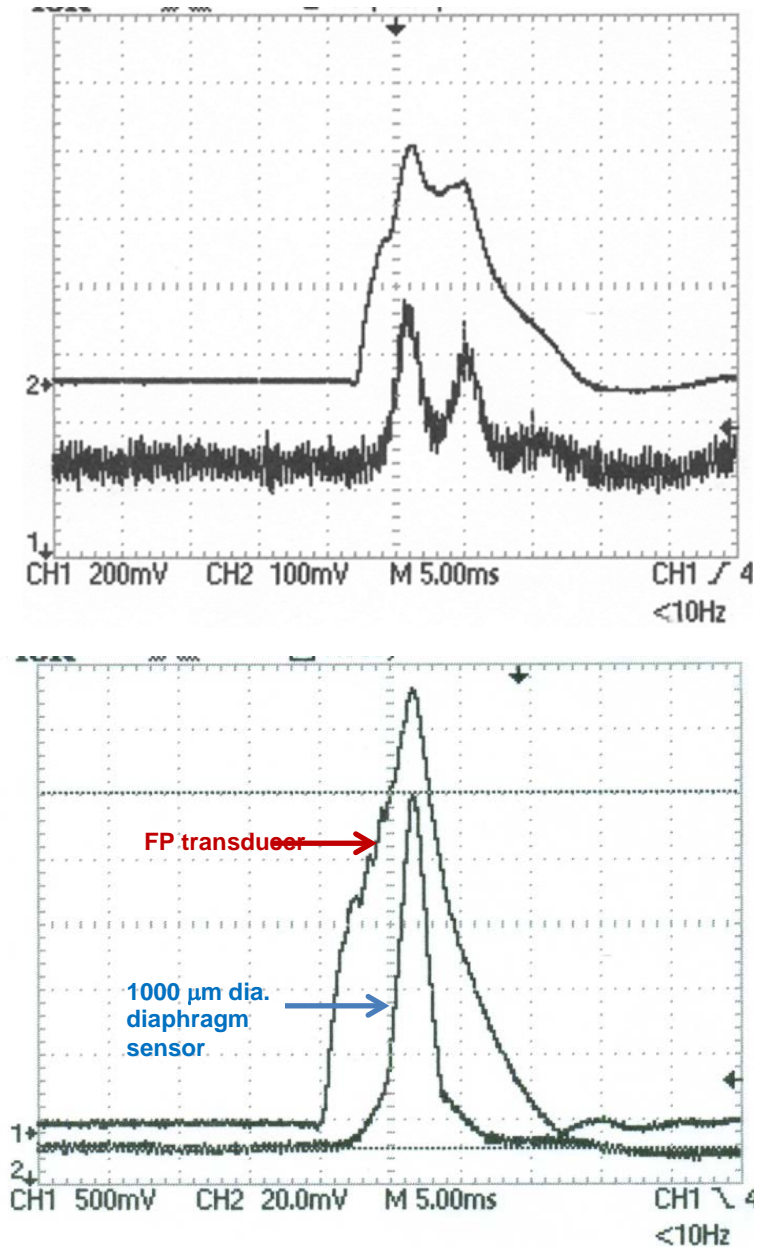 2
1
CH1 200mV CH2 100mV M 5.00ms CH1 ƒ 4
<10Hz
FP transducer
1000 μm dia.
diaphragm
sensor
1
2
CH1 500mV CH2 20.0mV M 5.00ms CH1 \ 4
<10Hz